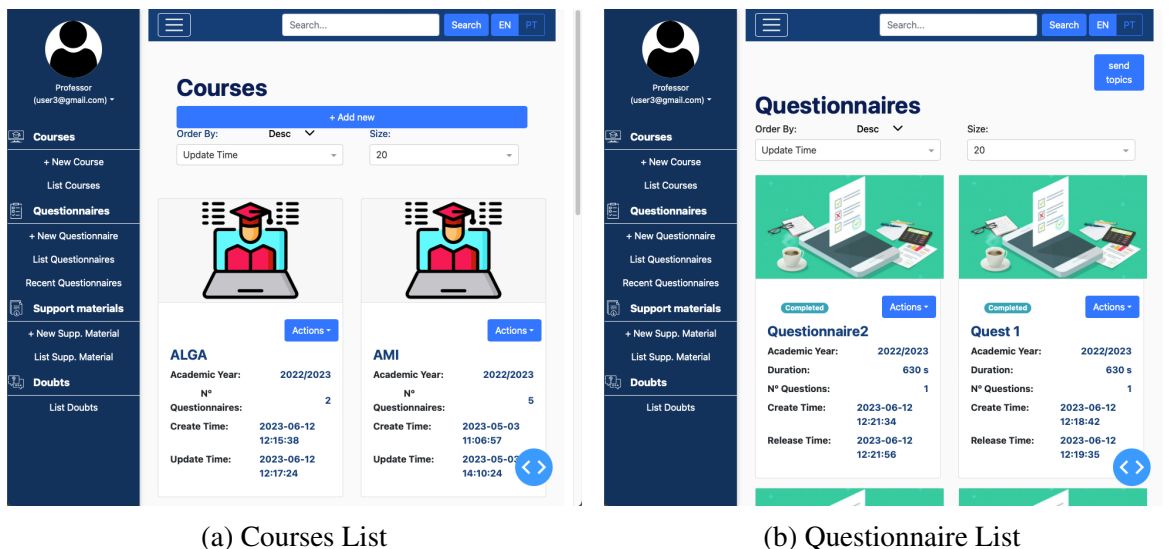 Search...
Search
EN
PT
Professor
(user3@gmail.com)
Courses
+ New Course
List Courses
Questionnaires
+ New Questionnaire
List Questionnaires
Recent Questionnaires
Support materials
+ New Supp. Material
List Supp. Material
Doubts
List Doubts
Courses
+ Add new
Order By:
Desc
Size:
Update Time
20
Actions
ALGA
Academic Year: 2022/2023
N°
Questionnaires: 2
Create Time: 2023-06-12
12:15:38
Update Time: 2023-06-12
12:17:24
Actions
AMI
Academic Year: 2022/2023
N°
Questionnaires: 5
Create Time: 2023-05-03
11:06:57
Update Time: 2023-05-03
14:10:24
(a) Courses List
Search...
Search
EN
PT
Professor
(user3@gmail.com)
Courses
+ New Course
List Courses
Questionnaires
+ New Questionnaire
List Questionnaires
Recent Questionnaires
Support materials
+ New Supp. Material
List Supp. Material
Doubts
List Doubts
send
topics
Questionnaires
Order By:
Desc
Size:
Update Time
20
Completed
Actions
Questionnaire2
Academic Year: 2022/2023
Duration: 630 s
N° Questions: 1
Create Time: 2023-06-12
12:21:34
Release Time: 2023-06-12
12:21:56
Completed
Actions
Quest 1
Academic Year: 2022/2023
Duration: 630 s
N° Questions: 1
Create Time: 2023-06-12
12:18:42
Release Time: 2023-06-12
12:19:35
(b) Questionnaire List